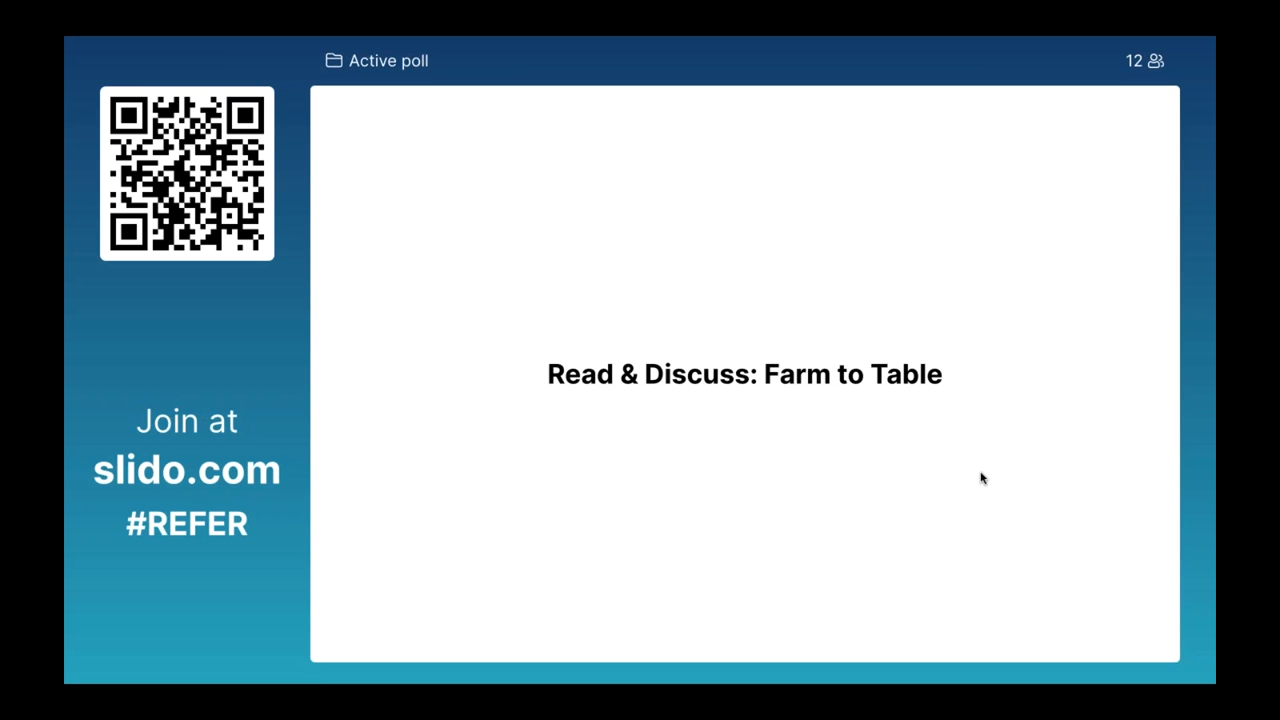 Active poll
12
Read & Discuss: Farm to Table
Join at
slido.com
#REFER